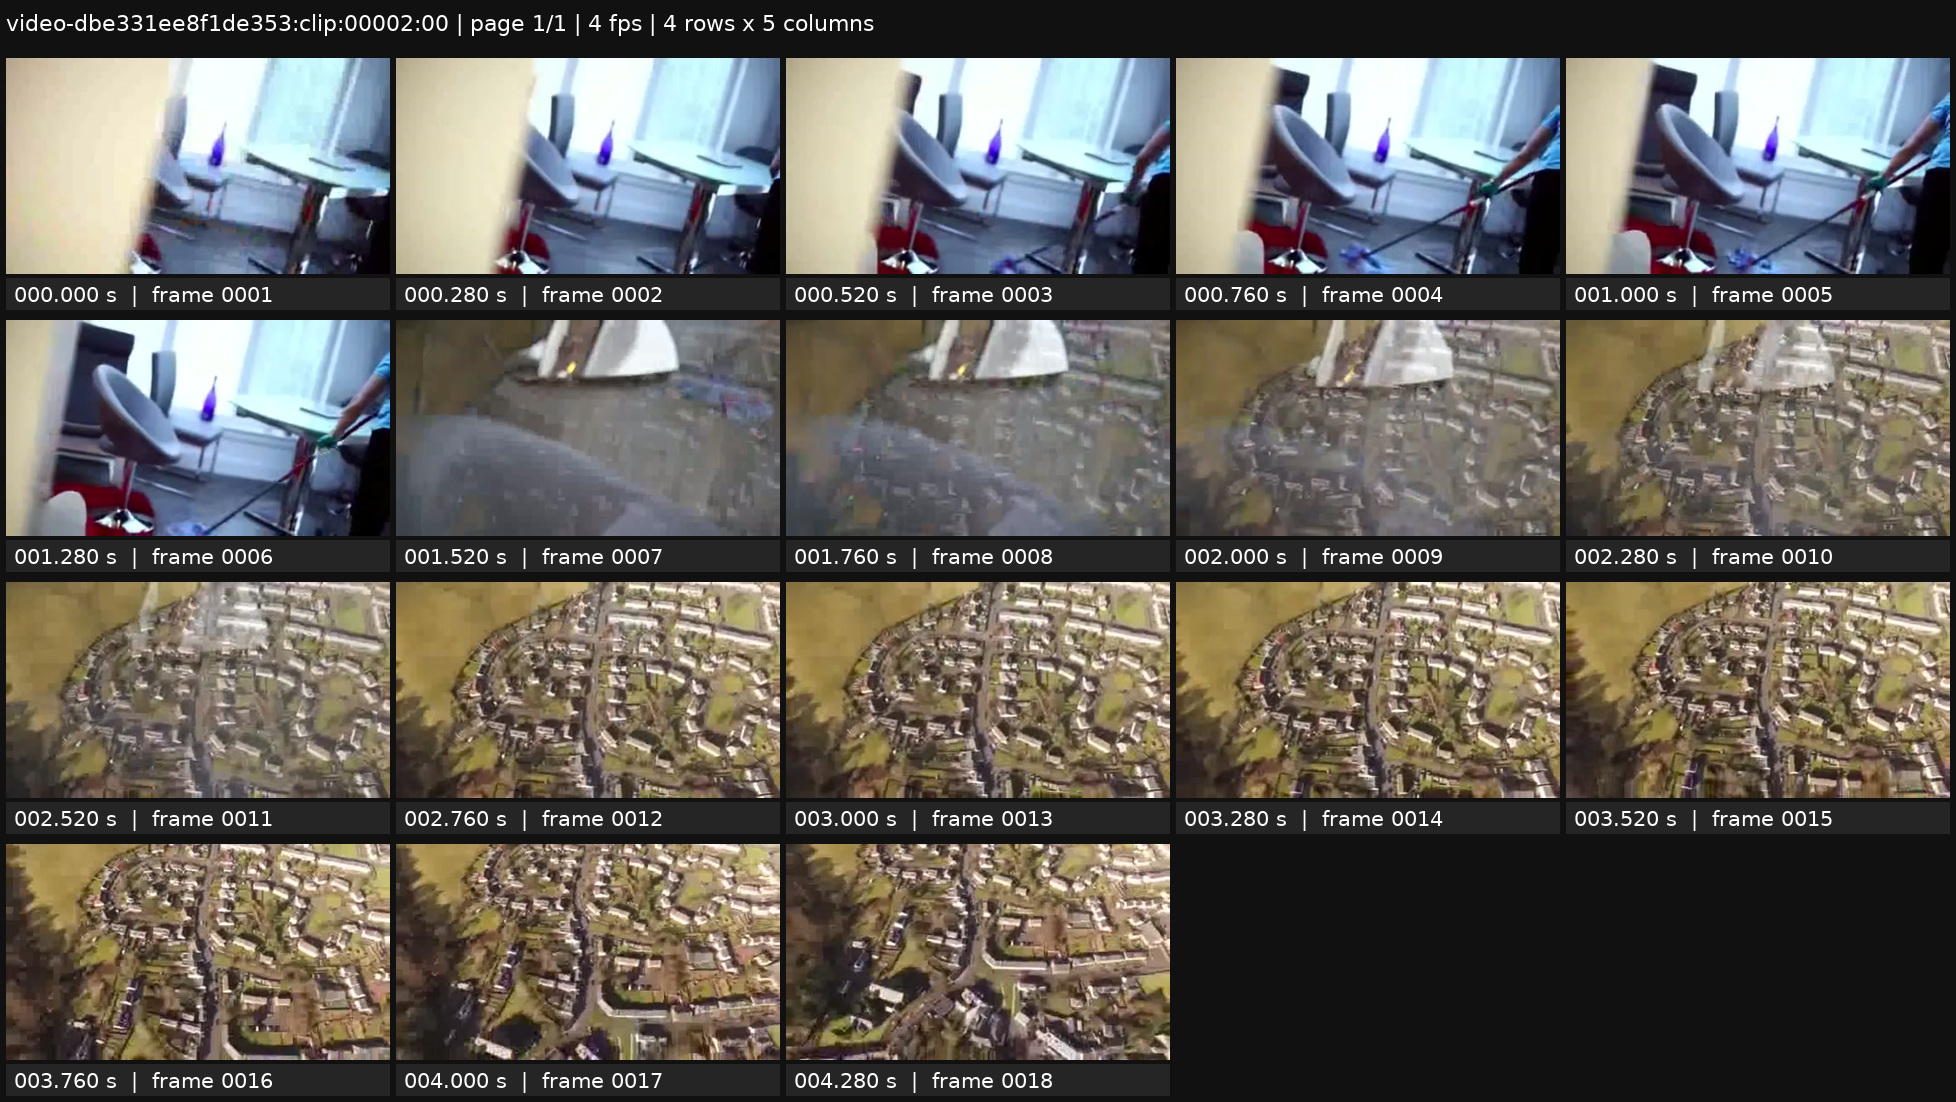 video-dbe331ee8f1de353:clip:00002:00 | page 1/1 | 4 fps | 4 rows x 5 columns
000.000 s | frame 0001
000.280 s | frame 0002
000.520 s | frame 0003
000.760 s | frame 0004
001.000 s | frame 0005
001.280 s | frame 0006
001.520 s | frame 0007
001.760 s | frame 0008
002.000 s | frame 0009
002.280 s | frame 0010
002.520 s | frame 0011
002.760 s | frame 0012
003.000 s | frame 0013
003.280 s | frame 0014
003.520 s | frame 0015
003.760 s | frame 0016
004.000 s | frame 0017
004.280 s | frame 0018